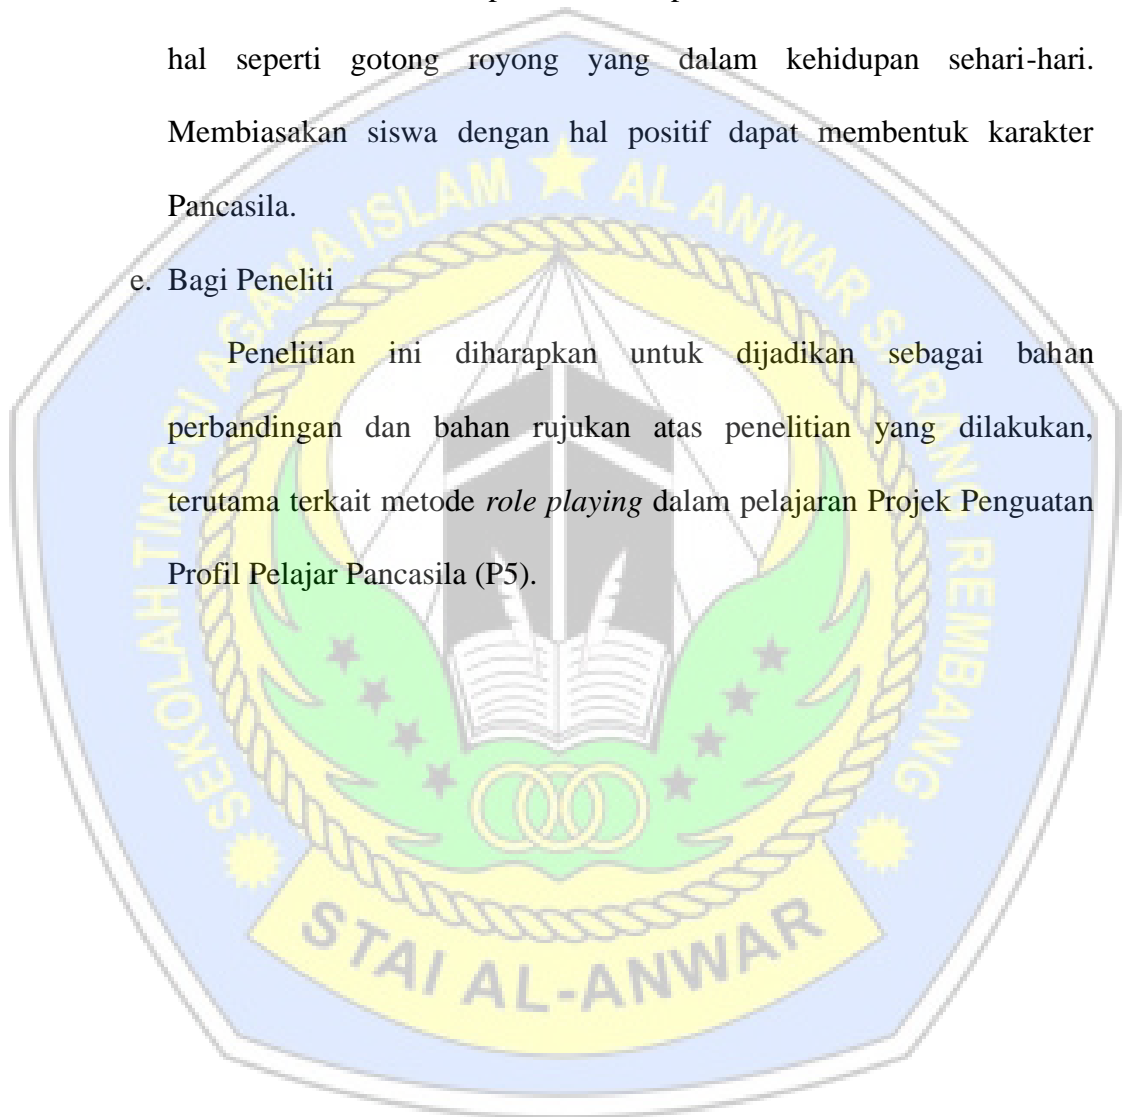 hal seperti gotong royong yang dalam kehidupan sehari-hari.
Membiasakan siswa dengan hal positif dapat membentuk karakter
Pancasila.
e. Bagi Peneliti
Penelitian ini diharapkan untuk dijadikan sebagai bahan
perbandingan dan bahan rujukan atas penelitian yang dilakukan,
terutama terkait metode role playing dalam pelajaran Projek Penguatan
Profil Pelajar Pancasila (P5).
SEKOLAH TINGGI AGAMA ISLAM AL ANWAR SARANG REMBANG
STAI AL-ANWAR